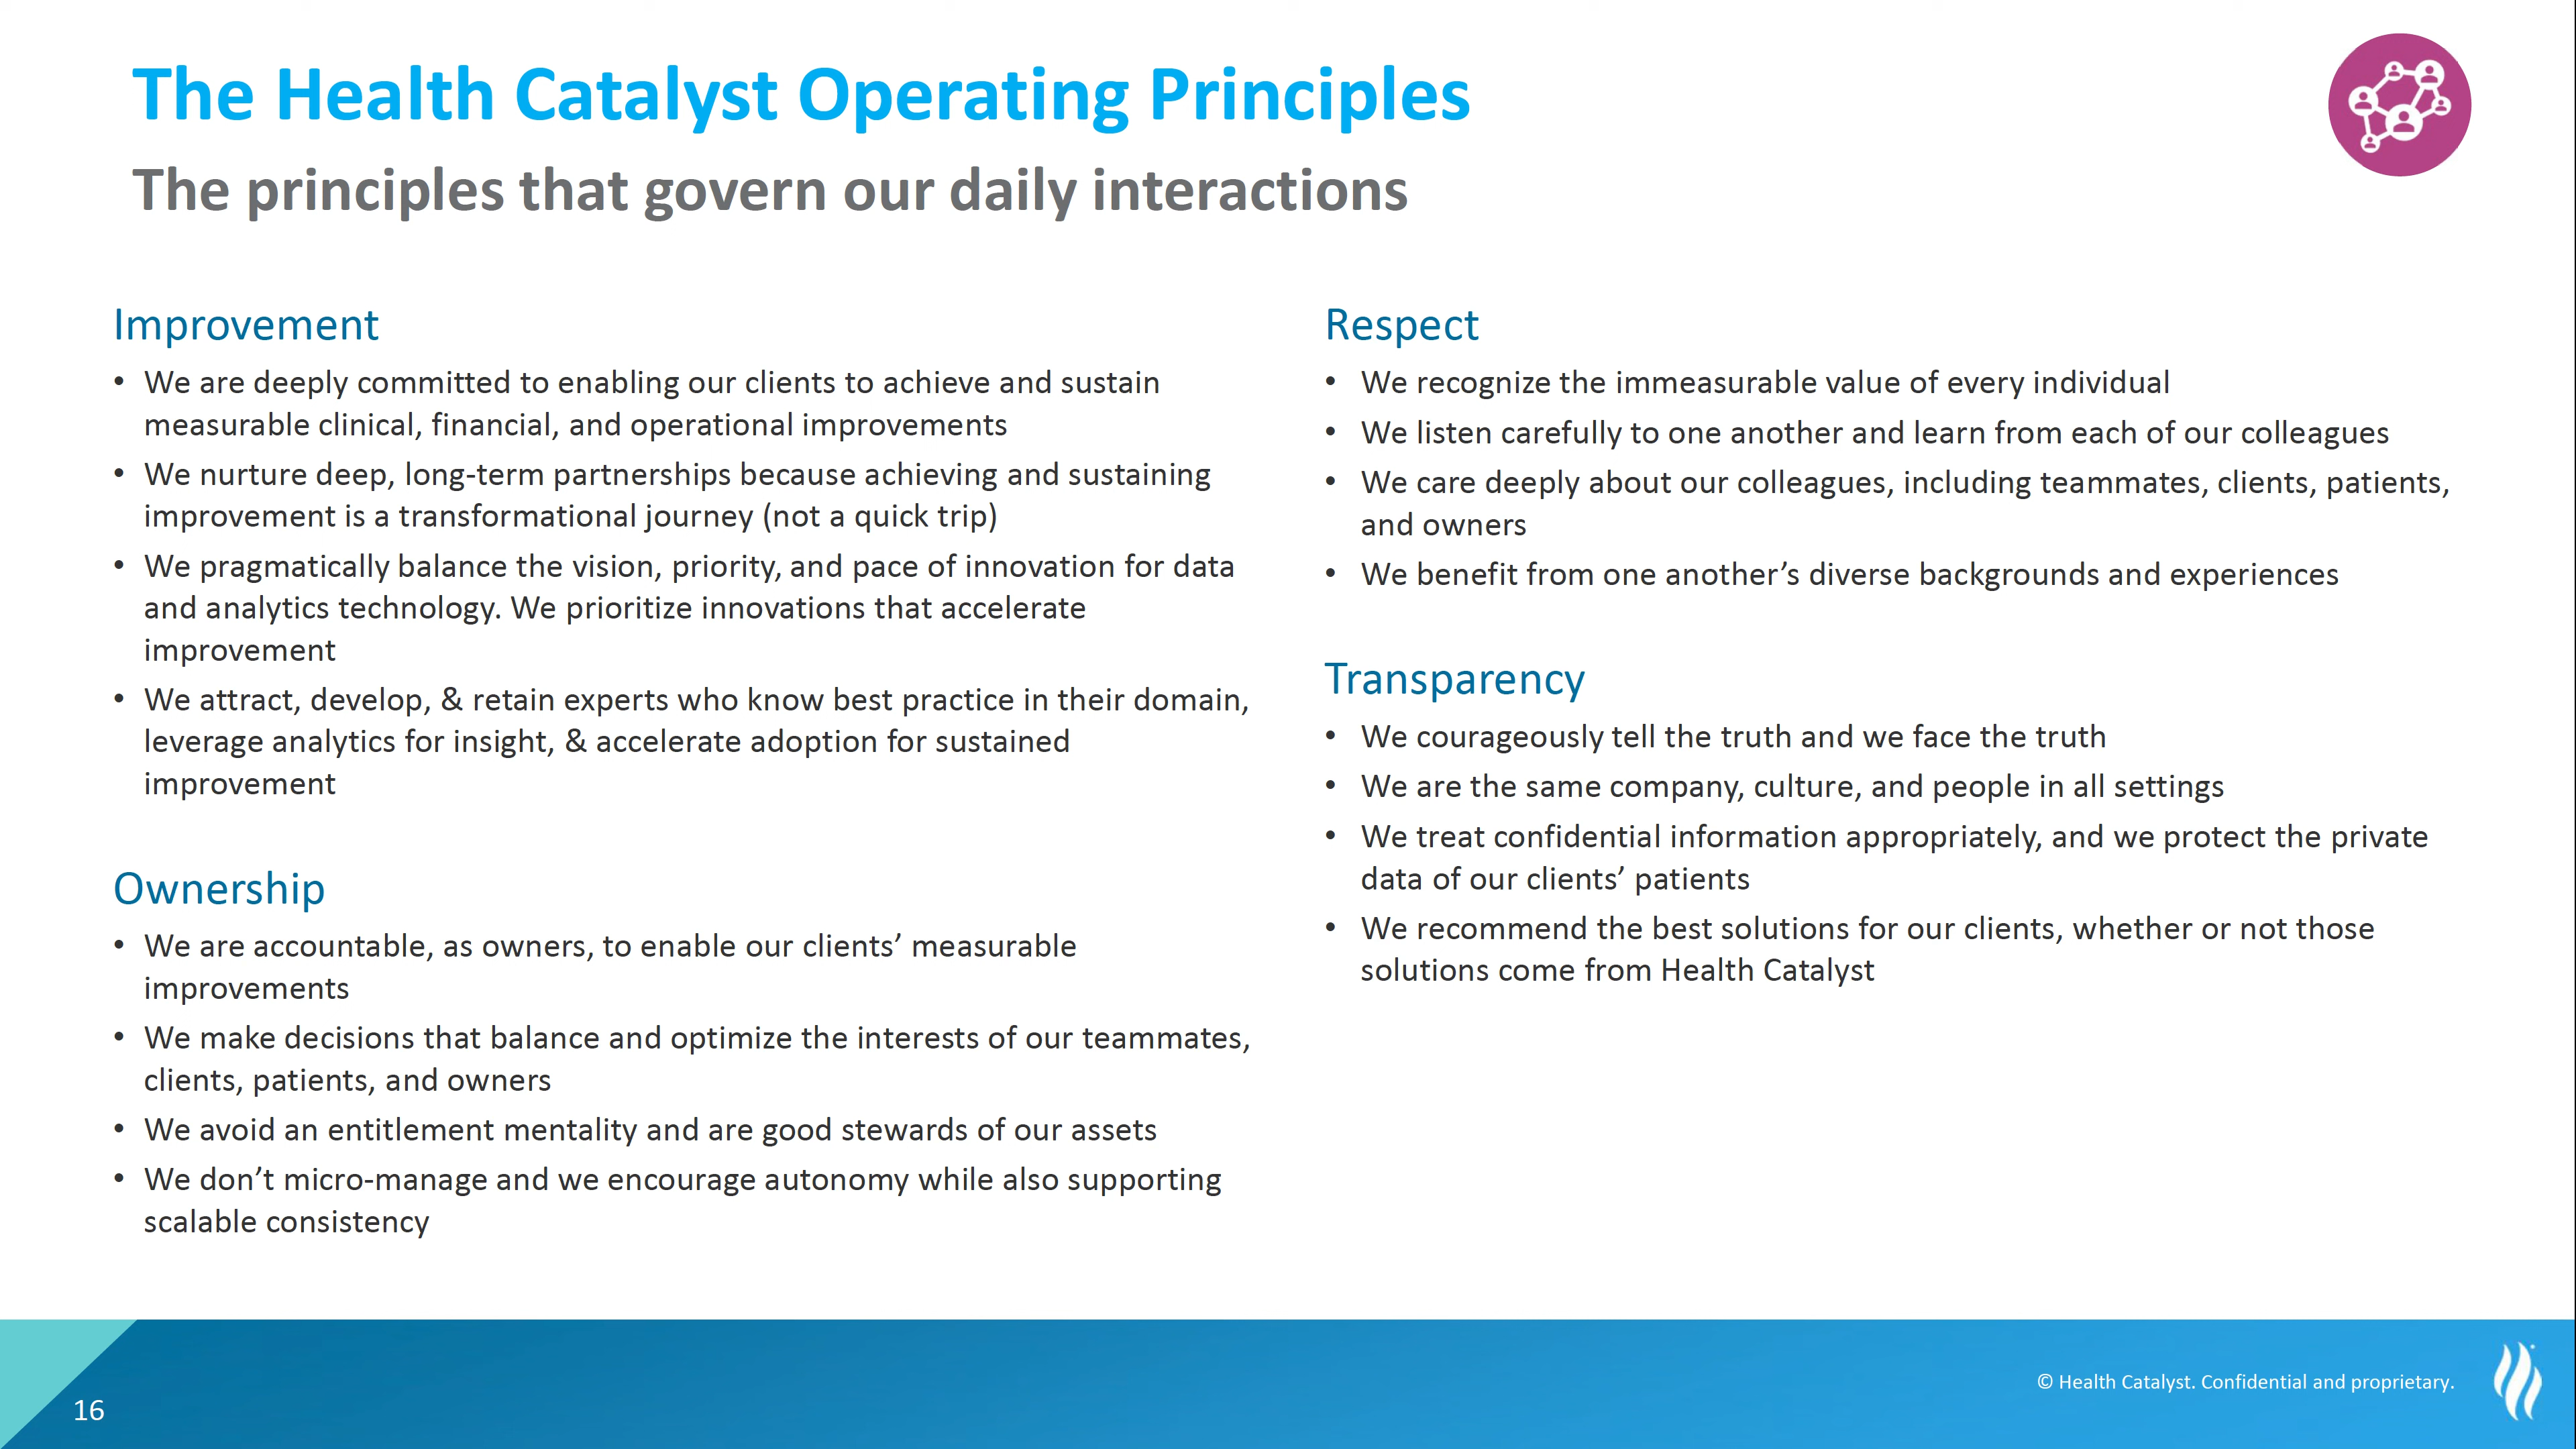 The Health Catalyst Operating Principles
The principles that govern our daily interactions
Improvement
• We are deeply committed to enabling our clients to achieve and sustain
measurable clinical, financial, and operational improvements
• We nurture deep, long-term partnerships because achieving and sustaining
improvement is a transformational journey (not a quick trip)
• We pragmatically balance the vision, priority, and pace of innovation for data
and analytics technology. We prioritize innovations that accelerate
improvement
• We attract, develop, & retain experts who know best practice in their domain,
leverage analytics for insight, & accelerate adoption for sustained
improvement
Ownership
• We are accountable, as owners, to enable our clients’ measurable
improvements
• We make decisions that balance and optimize the interests of our teammates,
clients, patients, and owners
• We avoid an entitlement mentality and are good stewards of our assets
• We don’t micro-manage and we encourage autonomy while also supporting
scalable consistency
Respect
• We recognize the immeasurable value of every individual
• We listen carefully to one another and learn from each of our colleagues
• We care deeply about our colleagues, including teammates, clients, patients,
and owners
• We benefit from one another’s diverse backgrounds and experiences
Transparency
• We courageously tell the truth and we face the truth
• We are the same company, culture, and people in all settings
• We treat confidential information appropriately, and we protect the private
data of our clients’ patients
• We recommend the best solutions for our clients, whether or not those
solutions come from Health Catalyst
16
© Health Catalyst. Confidential and proprietary.